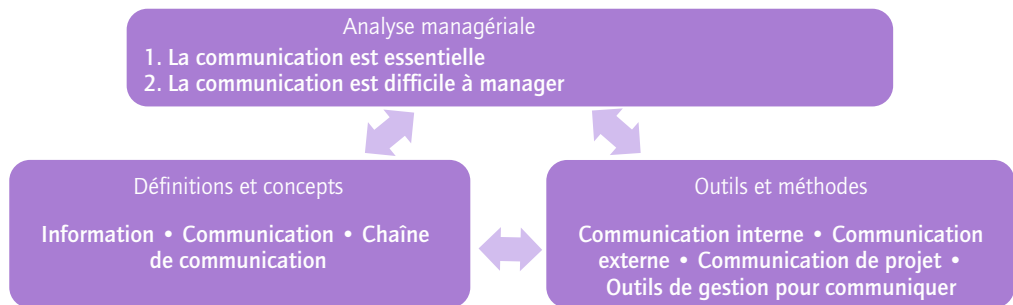 Analyse managériale
1. La communication est essentielle
2. La communication est difficile à manager
Définitions et concepts
Information • Communication • Chaîne
de communication
Outils et méthodes
Communication interne • Communication
externe • Communication de projet •
Outils de gestion pour communiquer